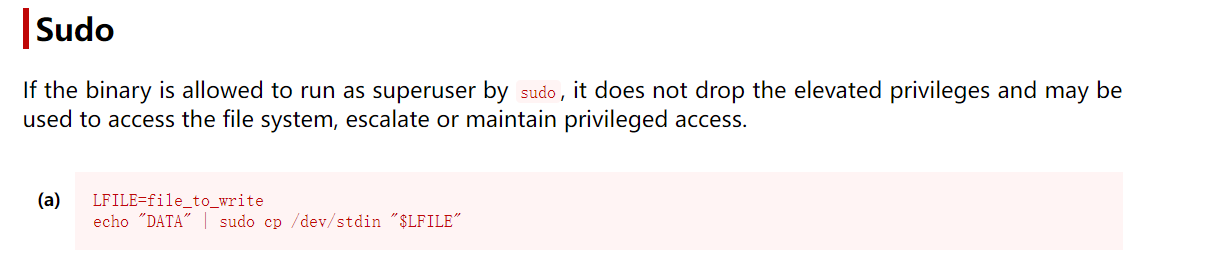 Sudo
If the binary is allowed to run as superuser by sudo, it does not drop the elevated privileges and may be
used to access the file system, escalate or maintain privileged access.
(a) LFILE=file_to_write
echo "DATA" | sudo cp /dev/stdin "$LFILE"